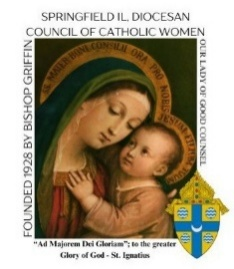 SPRINGFIELD IL, DIOCESAN
COUNCIL OF CATHOLIC WOMEN
FOUNDED 1928 BY BISHOP GRIFFIN
OUR LADY OF GOOD COUNSEL
"Ad Majorem Dei Gloriam"; to the greater
Glory of God - St. Ignatius